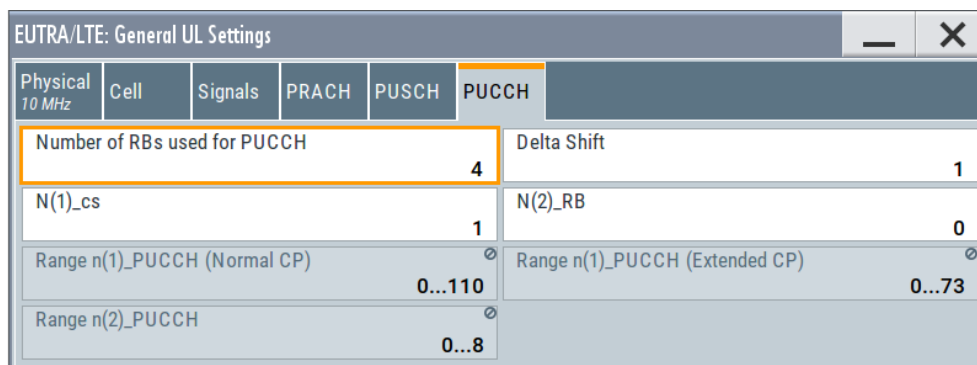 EUTRA/LTE: General UL Settings
Physical
10 MHz
Cell
Signals
PRACH
PUSCH
PUCCH
Number of RBs used for PUCCH
4
Delta Shift
1
N(1)_cs
1
N(2)_RB
0
Range n(1)_PUCCH (Normal CP)
0...110
Range n(1)_PUCCH (Extended CP)
0...73
Range n(2)_PUCCH
0...8